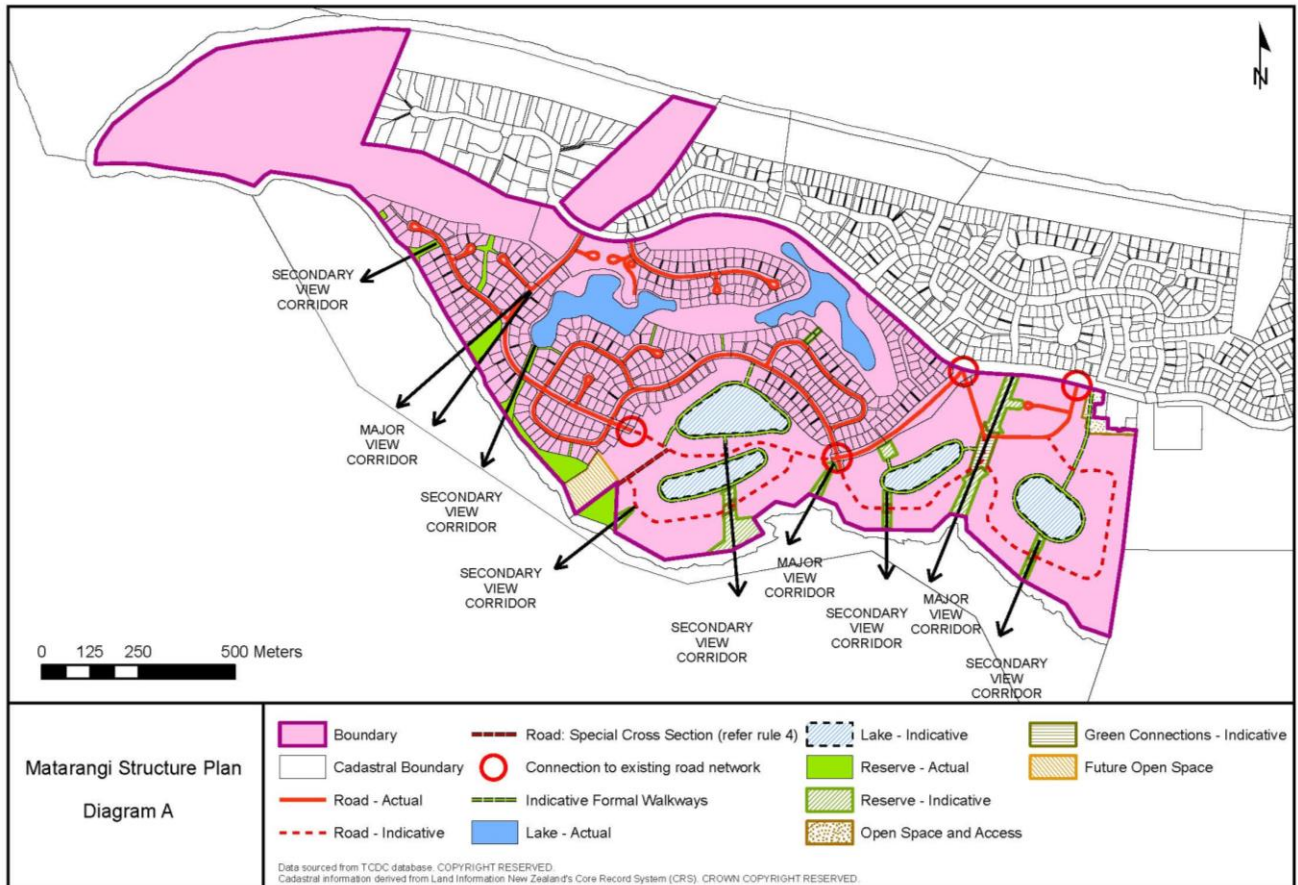 N
SECONDARY
VIEW
CORRIDOR
MAJOR
VIEW
CORRIDOR
SECONDARY
VIEW
CORRIDOR
SECONDARY
VIEW
CORRIDOR
SECONDARY
VIEW
CORRIDOR
MAJOR
VIEW
CORRIDOR
SECONDARY
VIEW
CORRIDOR
MAJOR
VIEW
CORRIDOR
SECONDARY
VIEW
CORRIDOR
0 125 250 500 Meters
Matarangi Structure Plan
Diagram A
Boundary
Cadastral Boundary
Road - Actual
Road - Indicative
Road: Special Cross Section (refer rule 4)
Connection to existing road network
Indicative Formal Walkways
Lake - Actual
Lake - Indicative
Reserve - Actual
Reserve - Indicative
Open Space and Access
Green Connections - Indicative
Future Open Space
Data sourced from TCDC database. COPYRIGHT RESERVED.
Cadastral information derived from Land Information New Zealand's Core Record System (CRS). CROWN COPYRIGHT RESERVED.